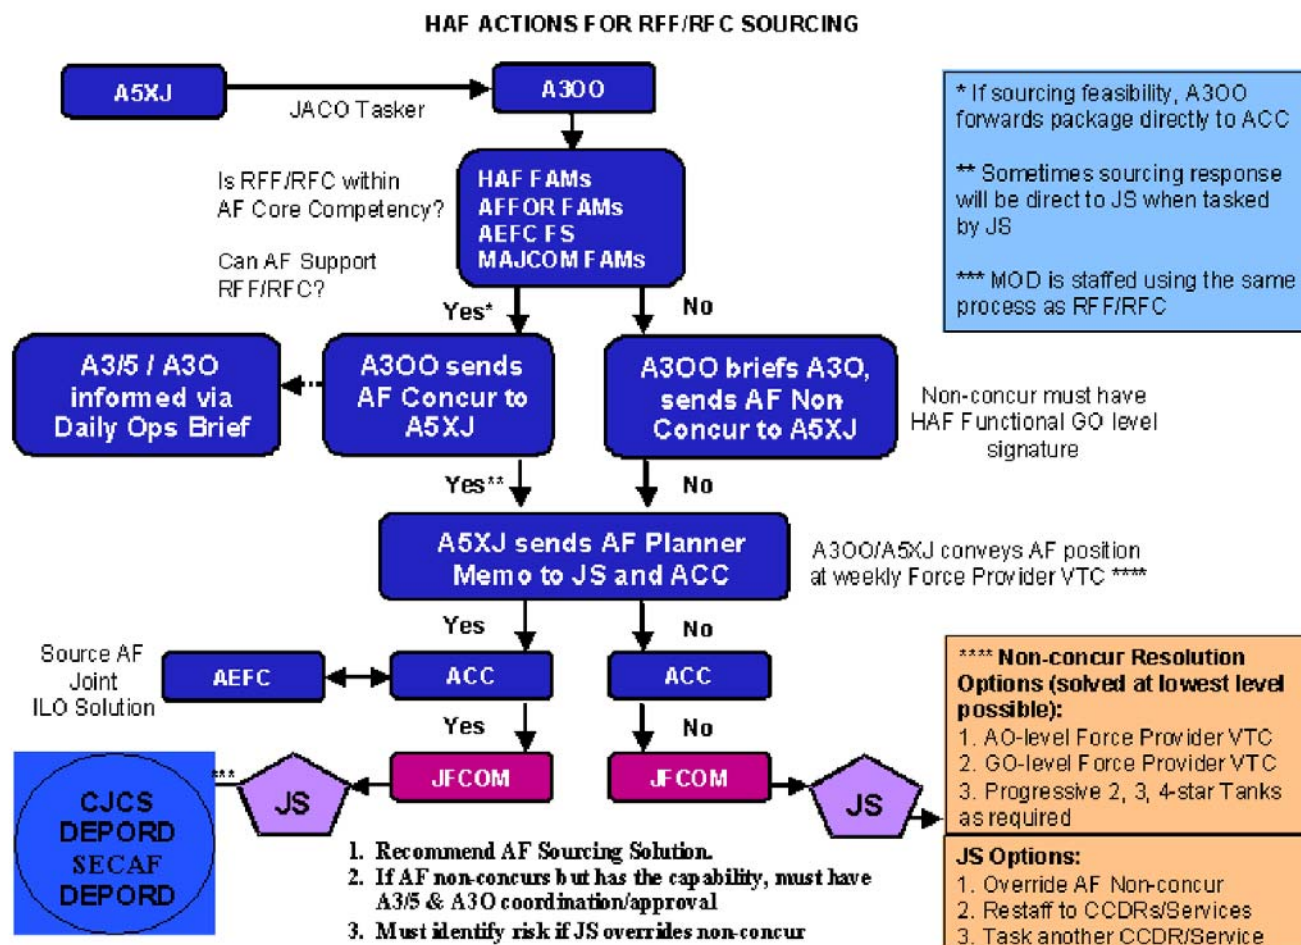 HAF ACTIONS FOR RFF/RFC SOURCING
A5XJ
JACO Tasker
A3OO
* If sourcing feasibility, A3OO
forwards package directly to ACC
** Sometimes sourcing response
will be direct to JS when tasked
by JS
*** MOD is staffed using the same
process as RFF/RFC
Is RFF/RFC within
AF Core Competency?
Can AF Support
RFF/RFC?
HAF FAMs
AFFOR FAMs
AEFC FS
MAJCOM FAMs
Yes*
No
A3/5 / A3O
informed via
Daily Ops Brief
A3OO sends
AF Concur to
A5XJ
A3OO briefs A3O,
sends AF Non
Concur to A5XJ
Non-concur must have
HAF Functional GO level
signature
Yes**
No
A5XJ sends AF Planner
Memo to JS and ACC
A3OO/A5XJ conveys AF position
at weekly Force Provider VTC ****
Yes
No
Source AF
Joint
ILO Solution
AEFC
ACC
ACC
Yes
No
JFCOM
JFCOM
***
JS
JS
CJCS
DEPORD
SECAF
DEPORD
1. Recommend AF Sourcing Solution.
2. If AF non-concurs but has the capability, must have
A3/5 & A3O coordination/approval
3. Must identify risk if JS overrides non-concur
**** Non-concur Resolution
Options (solved at lowest level
possible):
1. AO-level Force Provider VTC
2. GO-level Force Provider VTC
3. Progressive 2, 3, 4-star Tanks
as required
JS Options:
1. Override AF Non-concur
2. Restaff to CCDRs/Services
3. Task another CCDR/Service